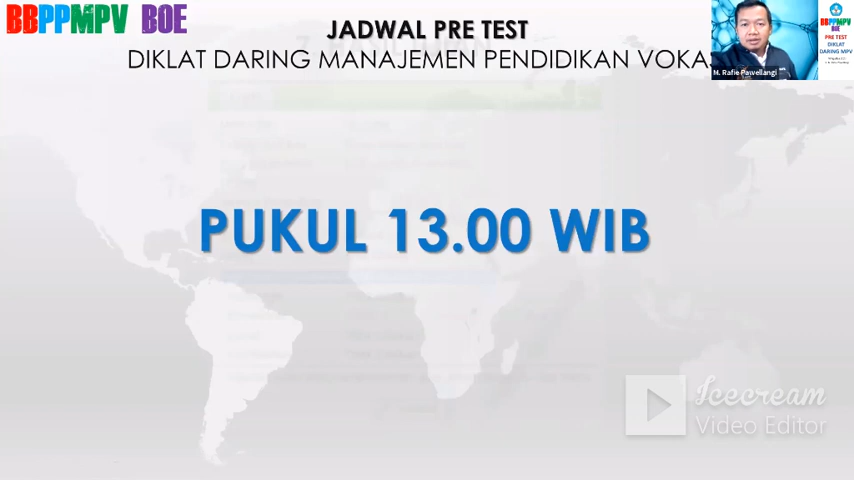 BBPPMPV BOE
JADWAL PRE TEST
DIKLAT DARING MANAJEMEN PENDIDIKAN VOKAS
M. Rafie Pawellangi
BBPPMPV
BOE
PRE TEST
DIKLAT
DARING MPV
PUKUL 13.00 WIB
Icecream
Video Editor